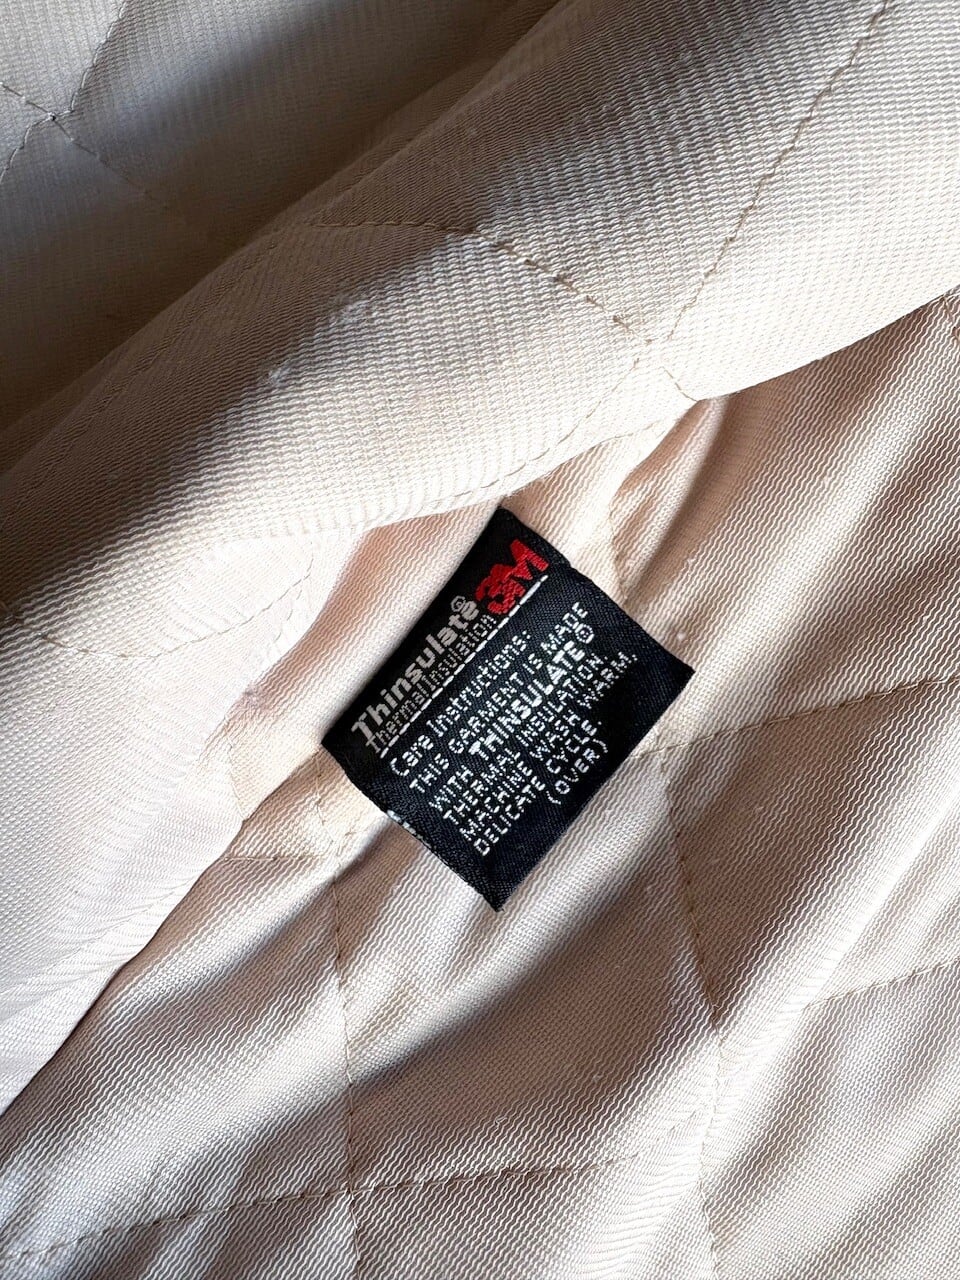 Thinsulate® 3M
Thermal Insulation
Care Instructions:
THIS GARMENT IS MADE
WITH THINSULATE®
THERMAL INSULATION.
MACHINE WASH WARM,
DELICATE CYCLE
(OVER)